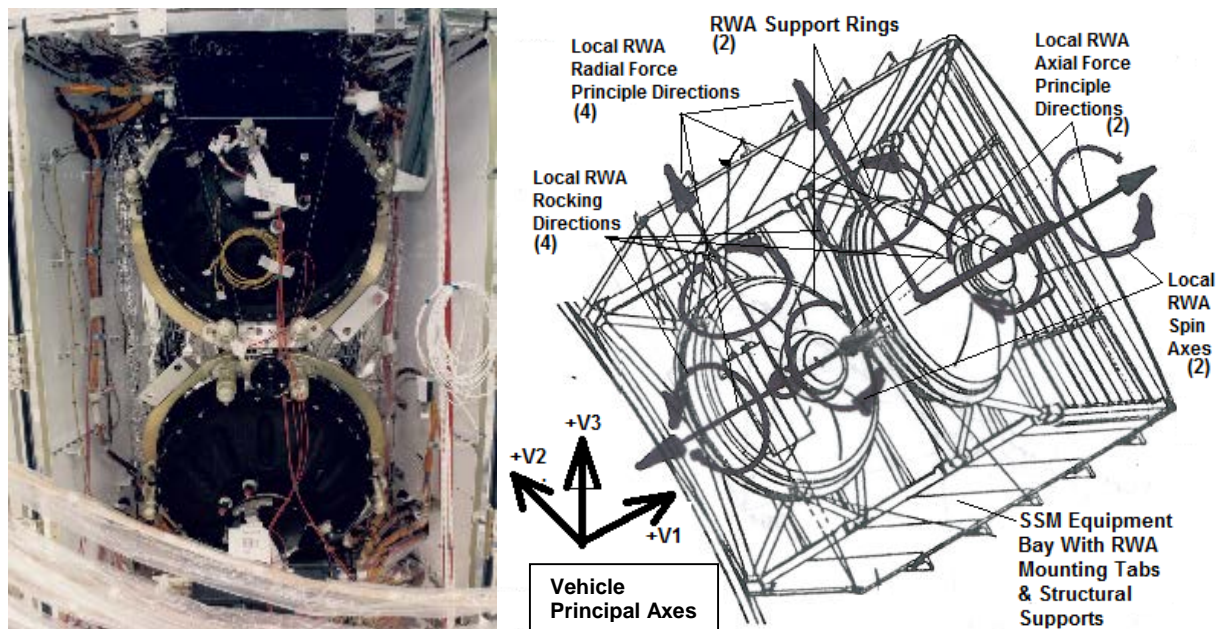 RWA Support Rings
(2)
Local RWA
Radial Force
Principle Directions
(4)
Local RWA
Axial Force
Principle
Directions
(2)
Local RWA
Rocking
Directions
(4)
Local
RWA
Spin
Axes
(2)
+V3
+V2
+V1
Vehicle
Principal Axes
SSM Equipment
Bay With RWA
Mounting Tabs
& Structural
Supports